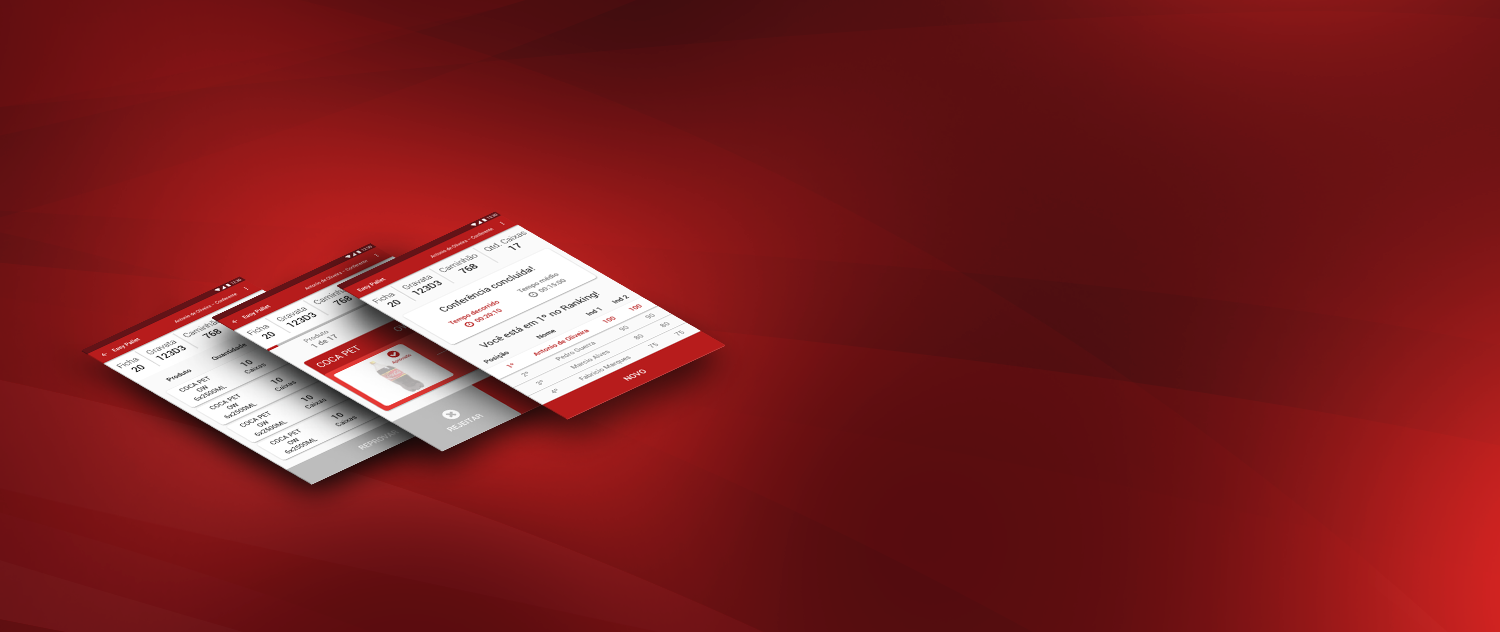 Antonio de Oliveira - Conferente
Easy Pallet
Ficha
20
Gravata
123D3
768
Produto
Quantidade
COCA PET
OW
6x2500ML
10
Caixas
COCA PET
OW
6x2500ML
10
Caixas
COCA PET
OW
6x2500ML
10
Caixas
COCA PET
OW
6x2500ML
10
Caixas
Antonio de Oliveira - Conferente
Easy Pallet
Ficha
20
Gravata
123D3
768
Produto
1 de 17
COCA PET
REJEITAR
Antonio de Oliveira - Conferente
Easy Pallet
Ficha
20
Gravata
123D3
Caminhão
768
Qtd. Caixas
17
Conferência concluída!
Tempo decorrido
00:20:10
Tempo médio
00:15:00
Você está em 1º no Ranking!
Posição Nome Ind 1 Ind 2
1º Antonio de Oliveira 100 100
2º Pedro Guerra 90 90
3º Marcio Alves 80 80
4º Fabricio Marques 75 75
NOVO